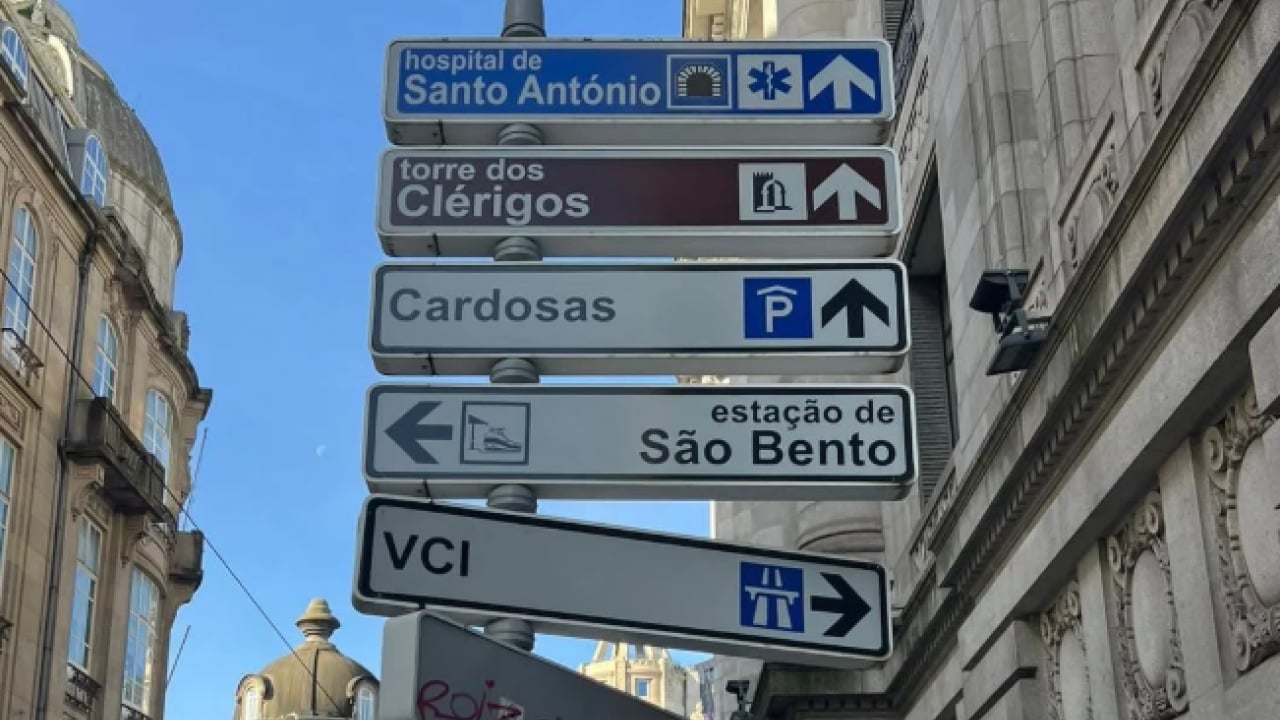 hospital de
Santo António
torre dos
Clérigos
Cardosas
P
estação de
São Bento
VCI